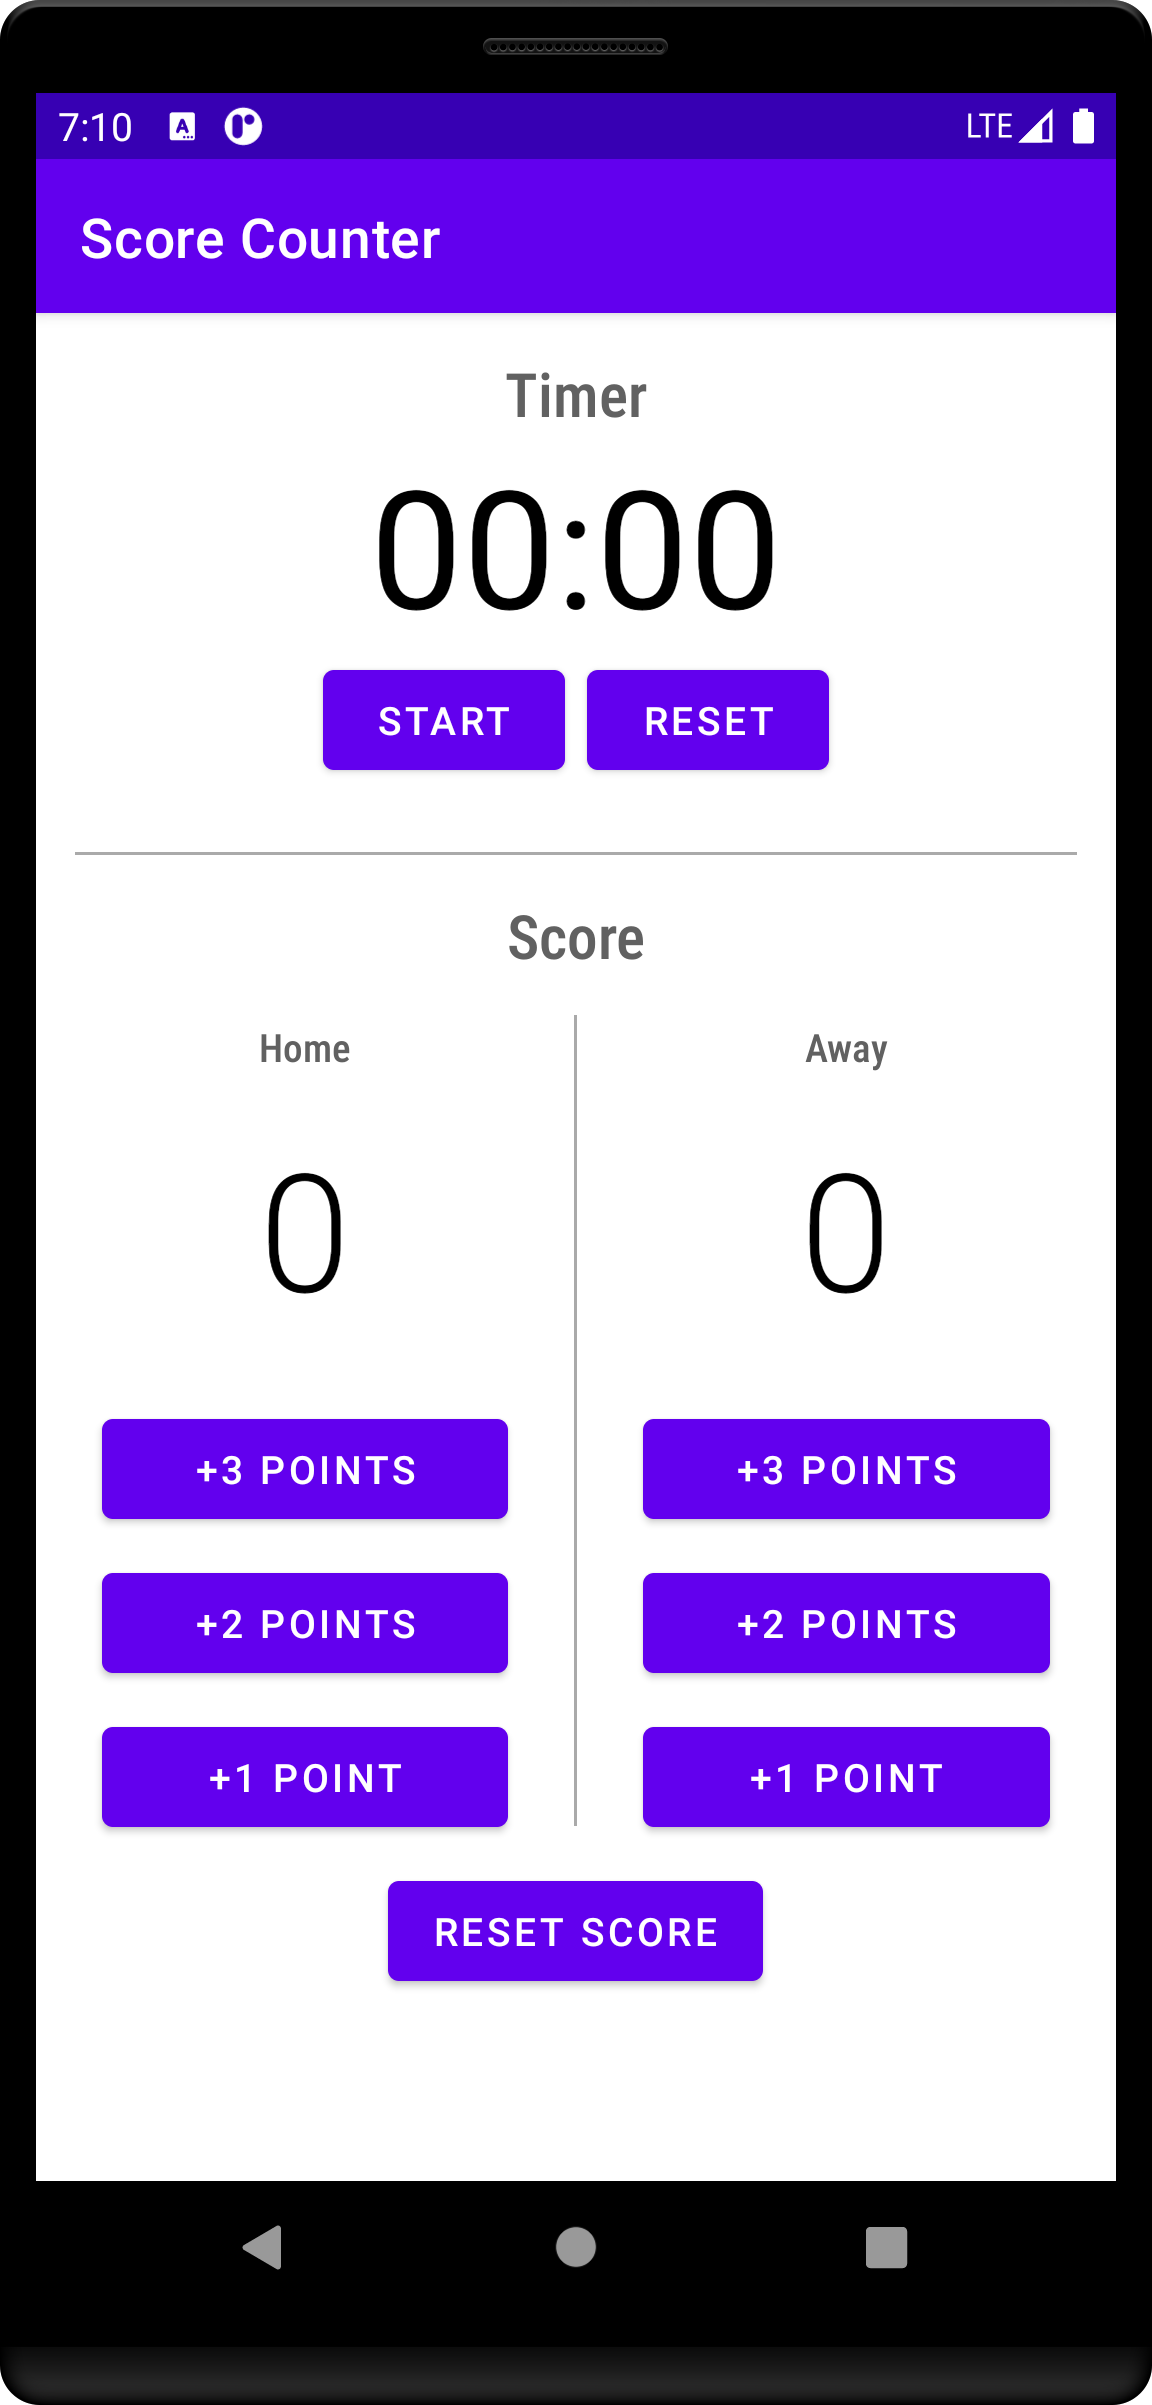 7:10 LTE
Score Counter
Timer
00:00
START RESET
Score
Home Away
0 0
+3 POINTS +3 POINTS
+2 POINTS +2 POINTS
+1 POINT +1 POINT
RESET SCORE